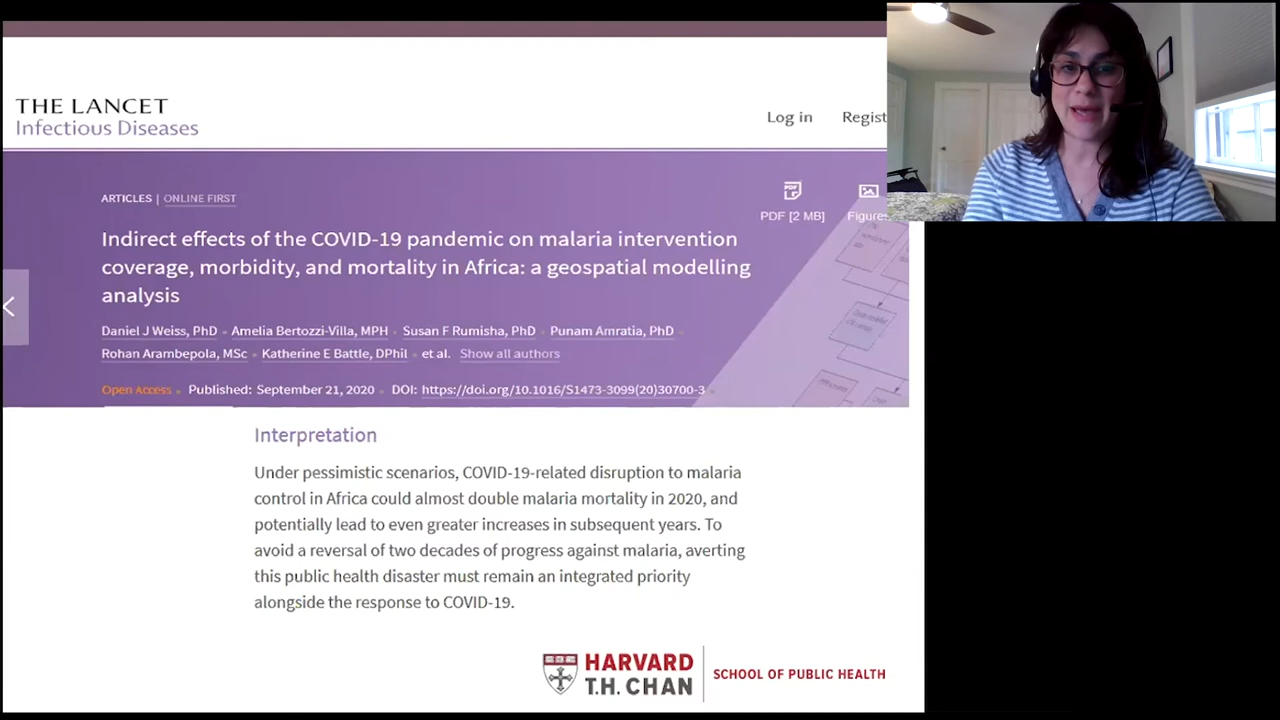 THE LANCET
Infectious Diseases
Log in
Regist
ARTICLES | ONLINE FIRST
PDF
PDF [2 MB]
Figure
Indirect effects of the COVID-19 pandemic on malaria intervention
coverage, morbidity, and mortality in Africa: a geospatial modelling
analysis
Daniel J Weiss, PhD • Amelia Bertozzi-Villa, MPH • Susan F Rumisha, PhD • Punam Amratia, PhD •
Rohan Arambepola, MSc • Katherine E Battle, DPhil • et al. Show all authors
Open Access • Published: September 21, 2020 • DOI: https://doi.org/10.1016/S1473-3099(20)30700-3 •
Interpretation
Under pessimistic scenarios, COVID-19-related disruption to malaria
control in Africa could almost double malaria mortality in 2020, and
potentially lead to even greater increases in subsequent years. To
avoid a reversal of two decades of progress against malaria, averting
this public health disaster must remain an integrated priority
alongside the response to COVID-19.
HARVARD
T.H. CHAN
SCHOOL OF PUBLIC HEALTH